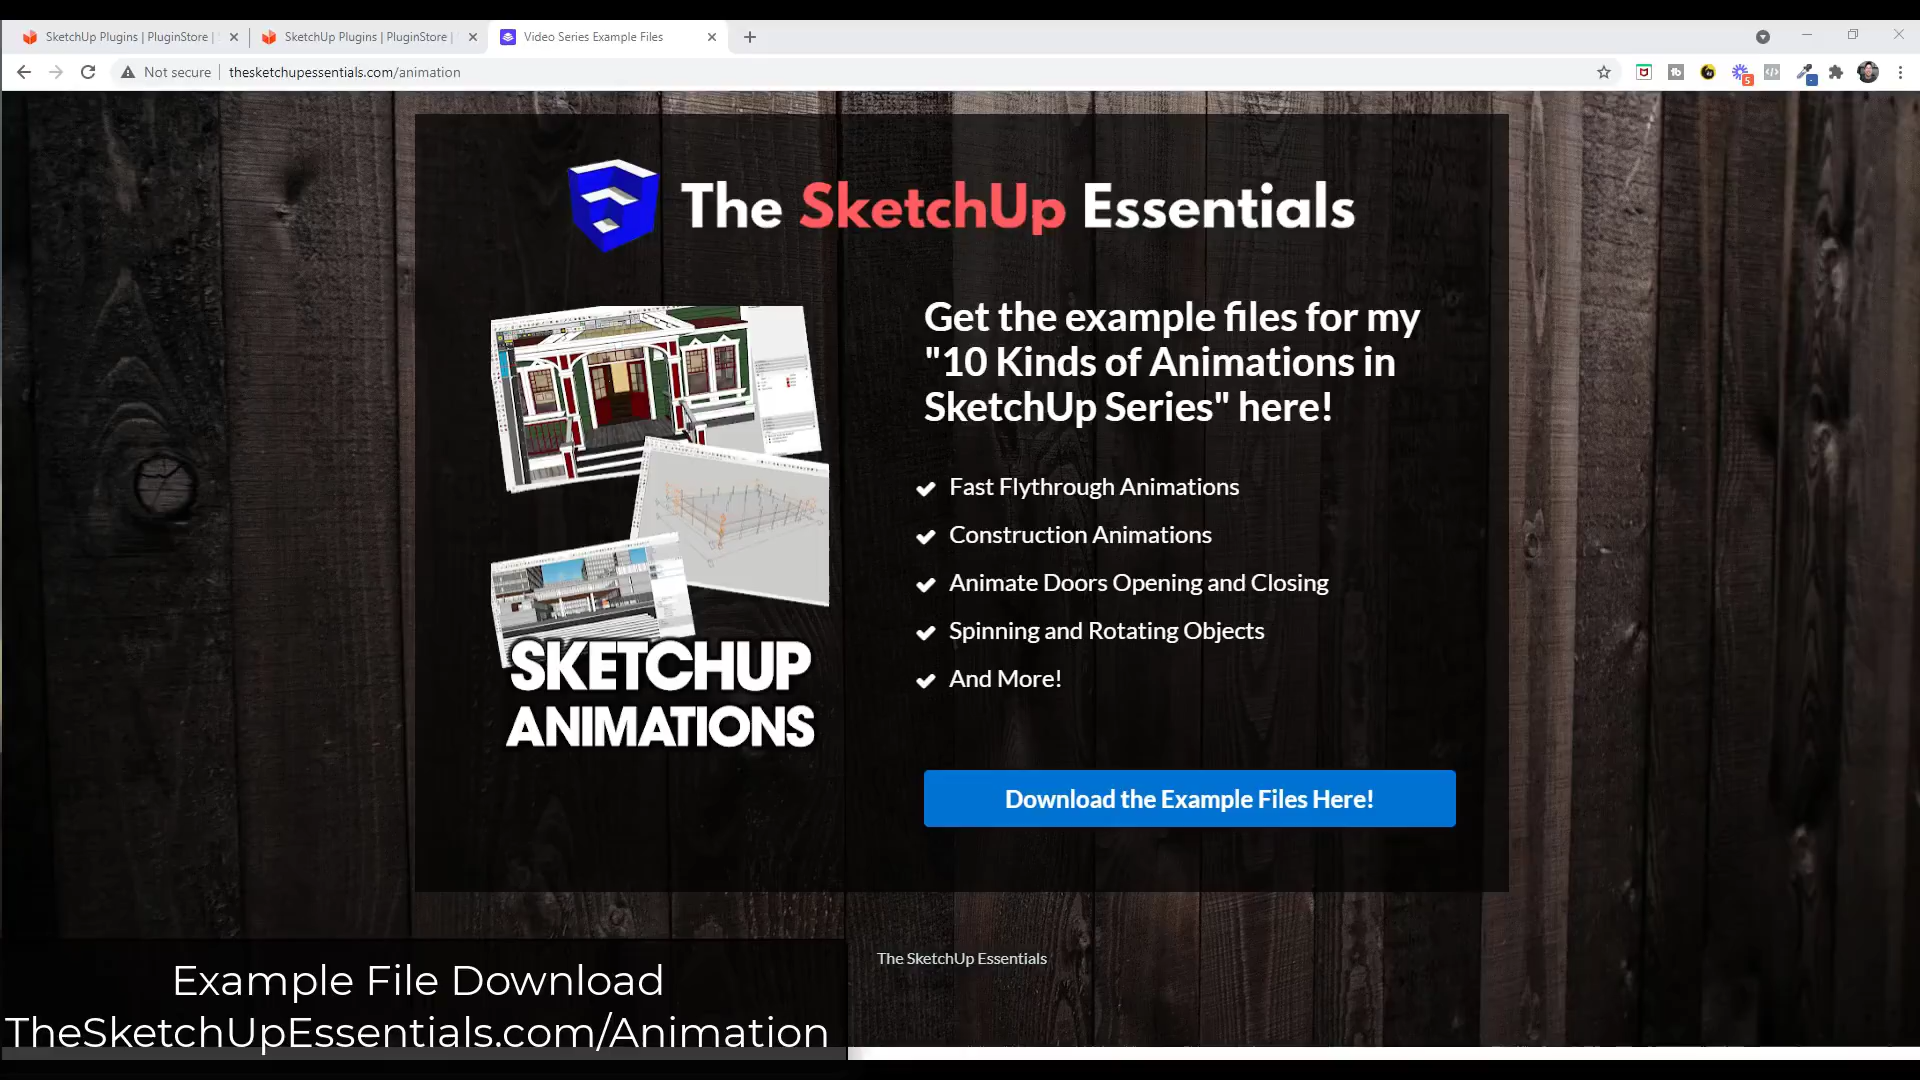 SketchUp Plugins | PluginStore |
SketchUp Plugins | PluginStore |
Video Series Example Files
Not secure
thesketchupessentials.com/animation
The SketchUp Essentials
Get the example files for my
"10 Kinds of Animations in
SketchUp Series" here!
Fast Flythrough Animations
Construction Animations
Animate Doors Opening and Closing
Spinning and Rotating Objects
And More!
SKETCHUP
ANIMATIONS
Download the Example Files Here!
The SketchUp Essentials
Example File Download
TheSketchUpEssentials.com/Animation